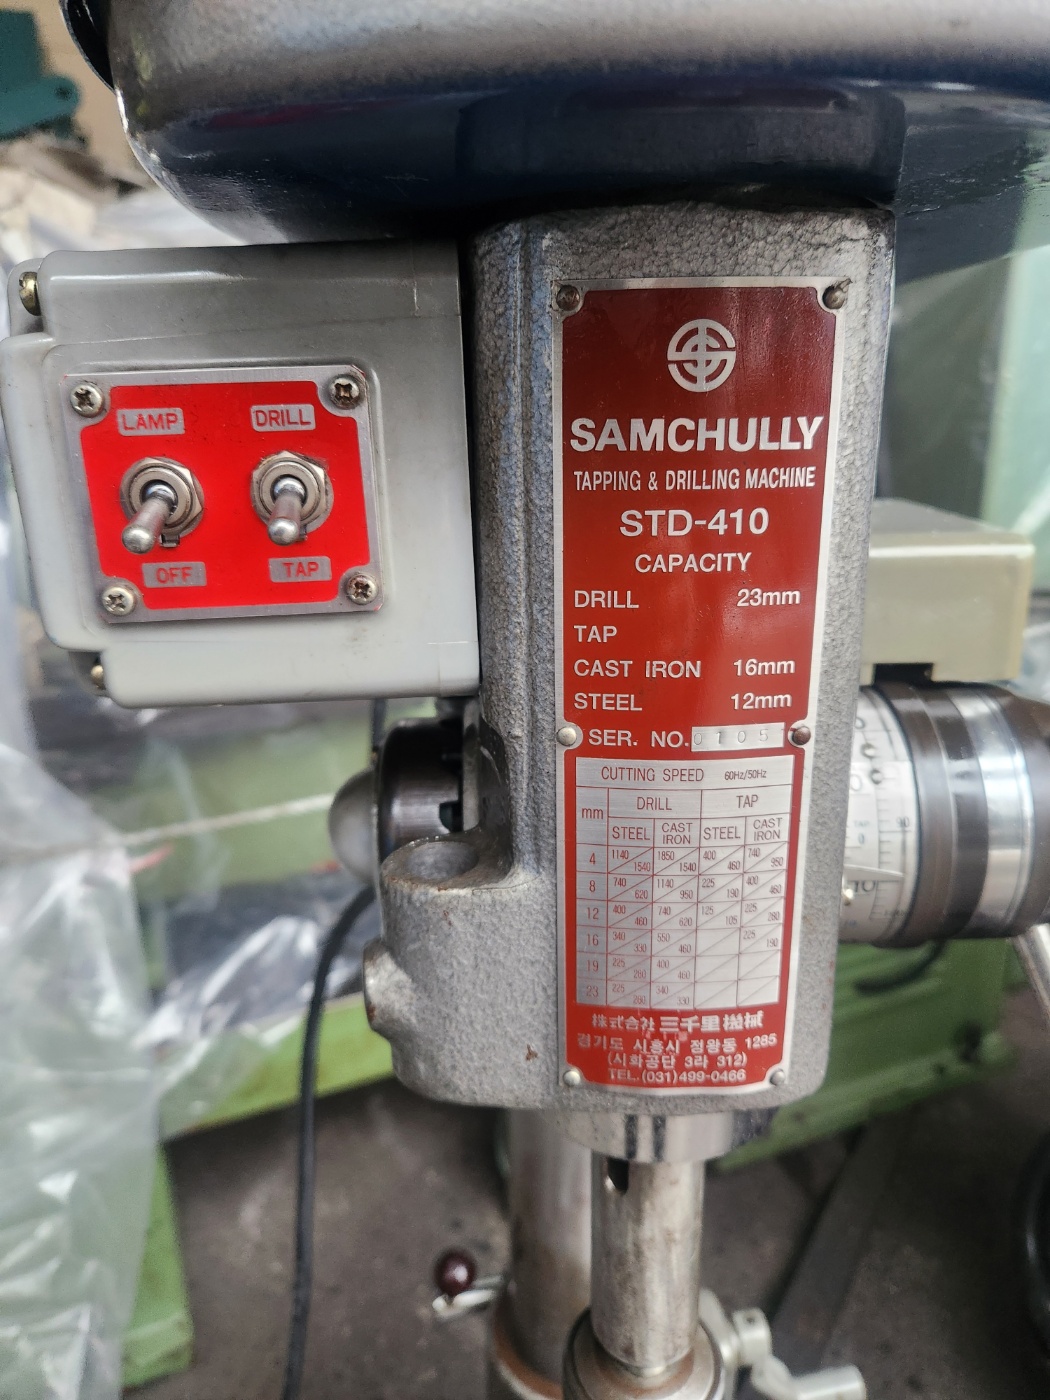 LAMP
DRILL
OFF
TAP
SAMCHULLY
TAPPING & DRILLING MACHINE
STD-410
CAPACITY
DRILL 23mm
TAP
CAST IRON 16mm
STEEL 12mm
SER. NO. 0105
CUTTING SPEED 60Hz/50Hz
mm DRILL TAP
STEEL CAST IRON STEEL CAST IRON
4 1140 1540 1850 1540 400 460 740 950
8 740 620 1140 950 225 190 400 460
12 400 460 740 620 125 105 225 280
16 340 330 550 460 225 190
19 225 280 400 460
23 225 280 340 330
株式会社 三千里機械
경기도 시흥시 정왕동 1285
(시화공단 3라 312)
TEL. (031) 499-0466
90
0
10